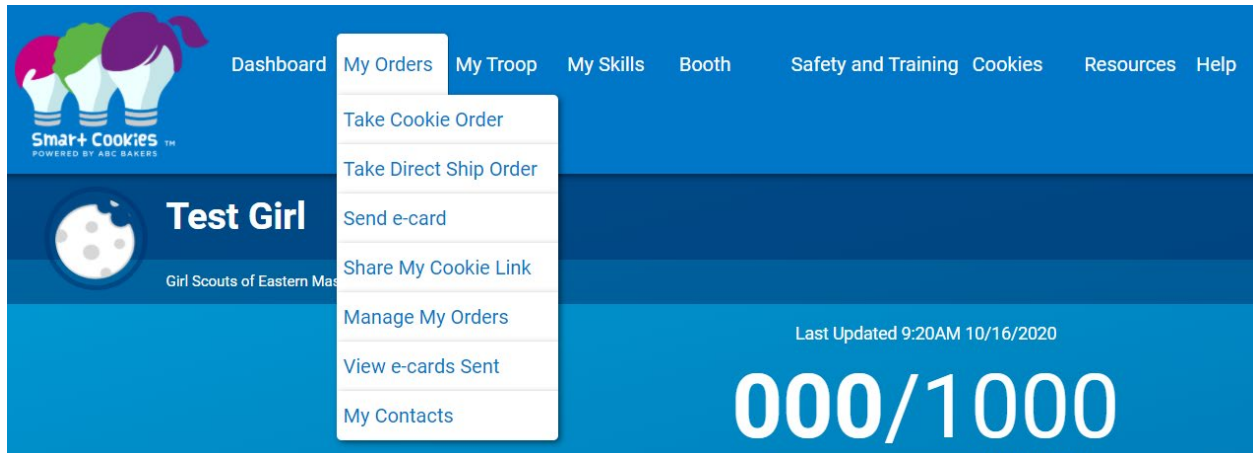 Dashboard My Orders My Troop My Skills Booth Safety and Training Cookies Resources Help
Smart Cookies TM
POWERED BY ABC BAKERS
Take Cookie Order
Take Direct Ship Order
Send e-card
Share My Cookie Link
Manage My Orders
View e-cards Sent
My Contacts
Test Girl
Girl Scouts of Eastern Mas
Last Updated 9:20AM 10/16/2020
000/1000